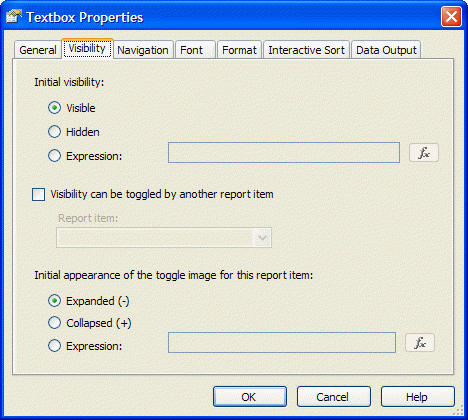 Textbox Properties
General Visibility Navigation Font Format Interactive Sort Data Output
Initial visibility:
Visible
Hidden
Expression: fx
Visibility can be toggled by another report item
Report item:
Initial appearance of the toggle image for this report item:
Expanded (-)
Collapsed (+)
Expression: fx
OK Cancel Help